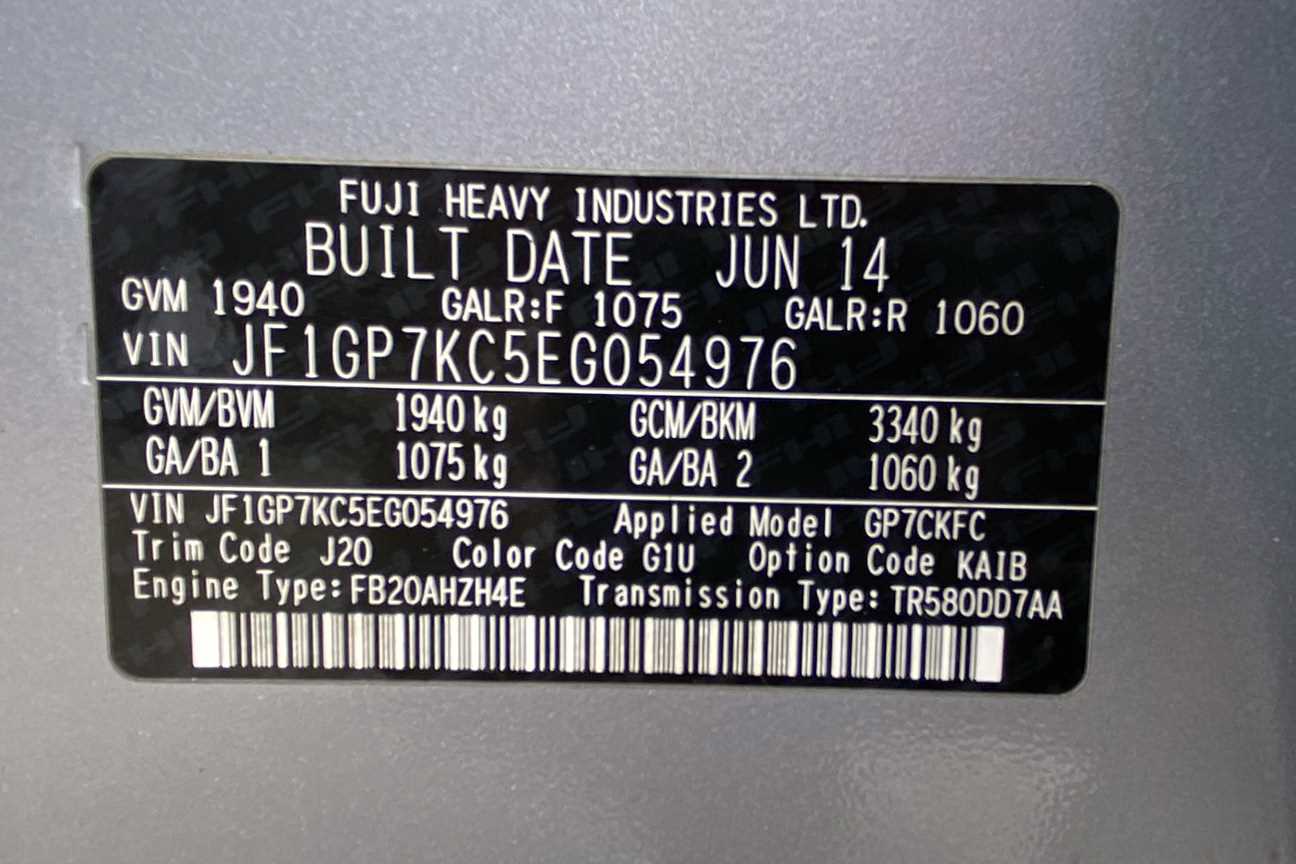 FUJI HEAVY INDUSTRIES LTD.
BUILT DATE JUN 14
GVM 1940 GALR:F 1075 GALR:R 1060
VIN JF1GP7KC5EG054976
GVM/BVM 1940 kg GCM/BKM 3340 kg
GA/BA 1 1075 kg GA/BA 2 1060 kg
VIN JF1GP7KC5EG054976 Applied Model GP7CKFC
Trim Code J20 Color Code G1U Option Code KAIB
Engine Type:FB20AHZH4E Transmission Type:TR580DD7AA